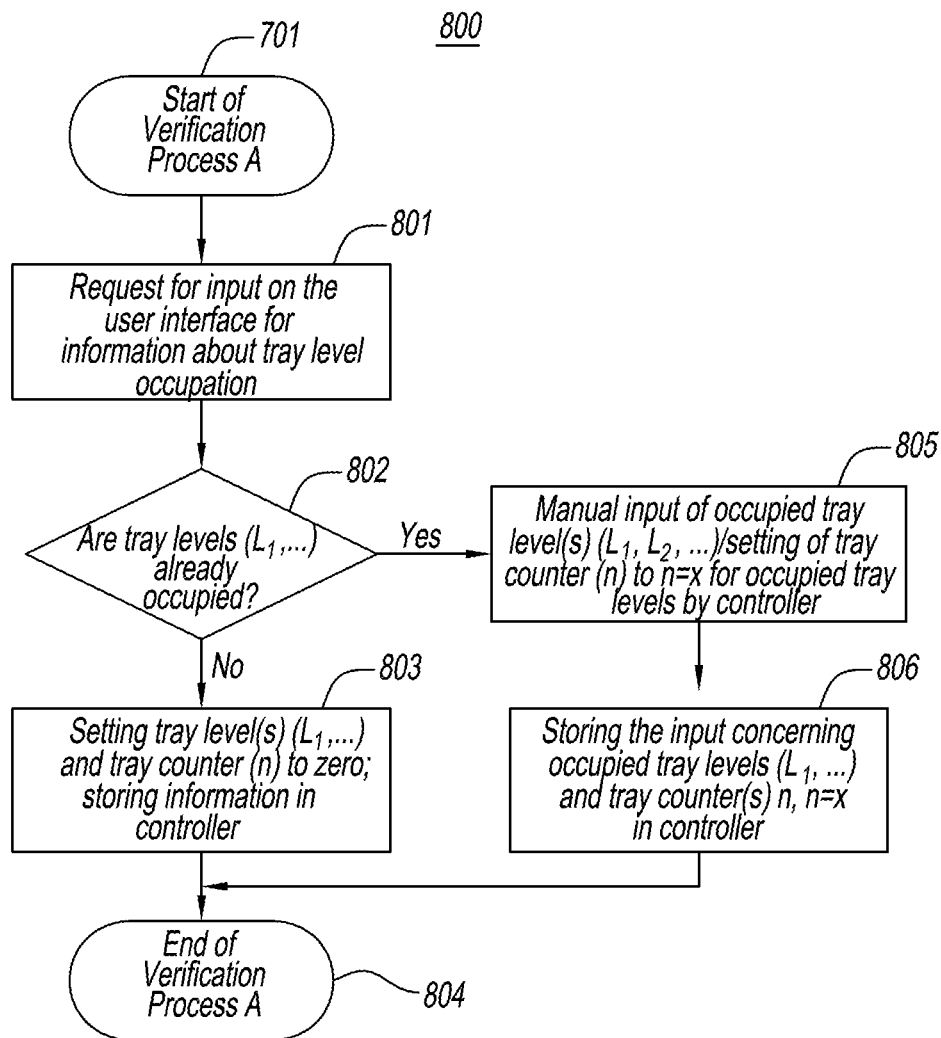 800
701
Start of
Verification
Process A
801
Request for input on the
user interface for
information about tray level
occupation
802
Are tray levels (L₁,...)
already
occupied?
Yes
No
805
Manual input of occupied tray
level(s) (L₁, L₂, ...)/setting of tray
counter (n) to n=x for occupied tray
levels by controller
803
Setting tray level(s) (L₁,...)
and tray counter (n) to zero;
storing information in
controller
806
Storing the input concerning
occupied tray levels (L₁, ...)
and tray counter(s) n, n=x
in controller
End of
Verification
Process A
804